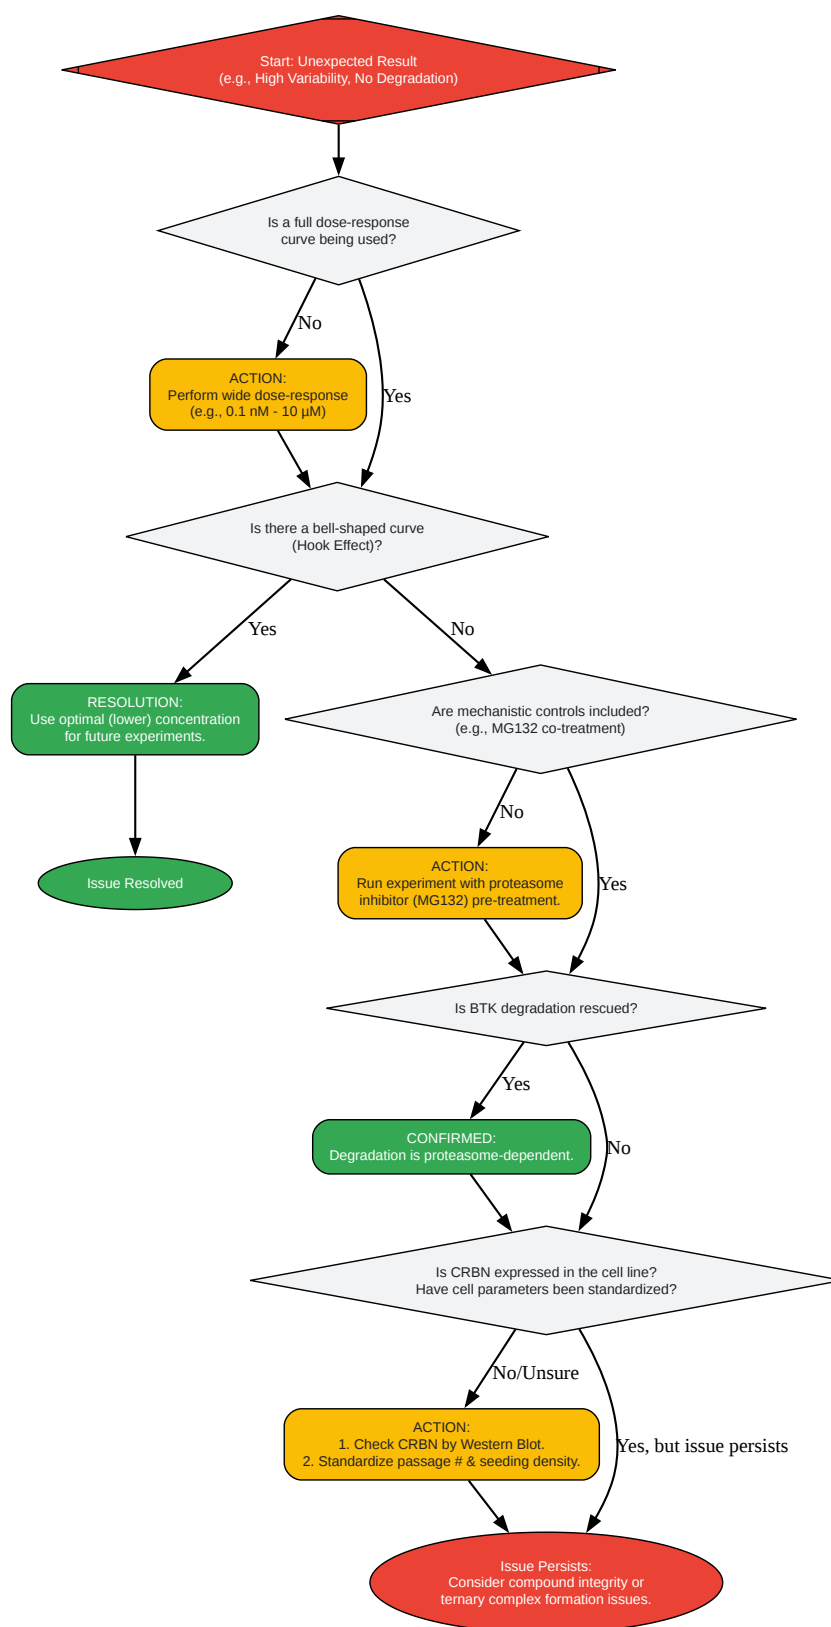 Start: Unexpected Result
(e.g., High Variability, No Degradation)
Is a full dose-response
curve being used?
No
ACTION:
Perform wide dose-response
(e.g., 0.1 nM - 10 µM)
Yes
Is there a bell-shaped curve
(Hook Effect)?
Yes
No
RESOLUTION:
Use optimal (lower) concentration
for future experiments.
Are mechanistic controls included?
(e.g., MG132 co-treatment)
No
Issue Resolved
ACTION:
Run experiment with proteasome
inhibitor (MG132) pre-treatment.
Yes
Is BTK degradation rescued?
Yes
CONFIRMED:
Degradation is proteasome-dependent.
No
Is CRBN expressed in the cell line?
Have cell parameters been standardized?
No/Unsure
ACTION:
1. Check CRBN by Western Blot.
2. Standardize passage # & seeding density.
Yes, but issue persists
Issue Persists:
Consider compound integrity or
ternary complex formation issues.